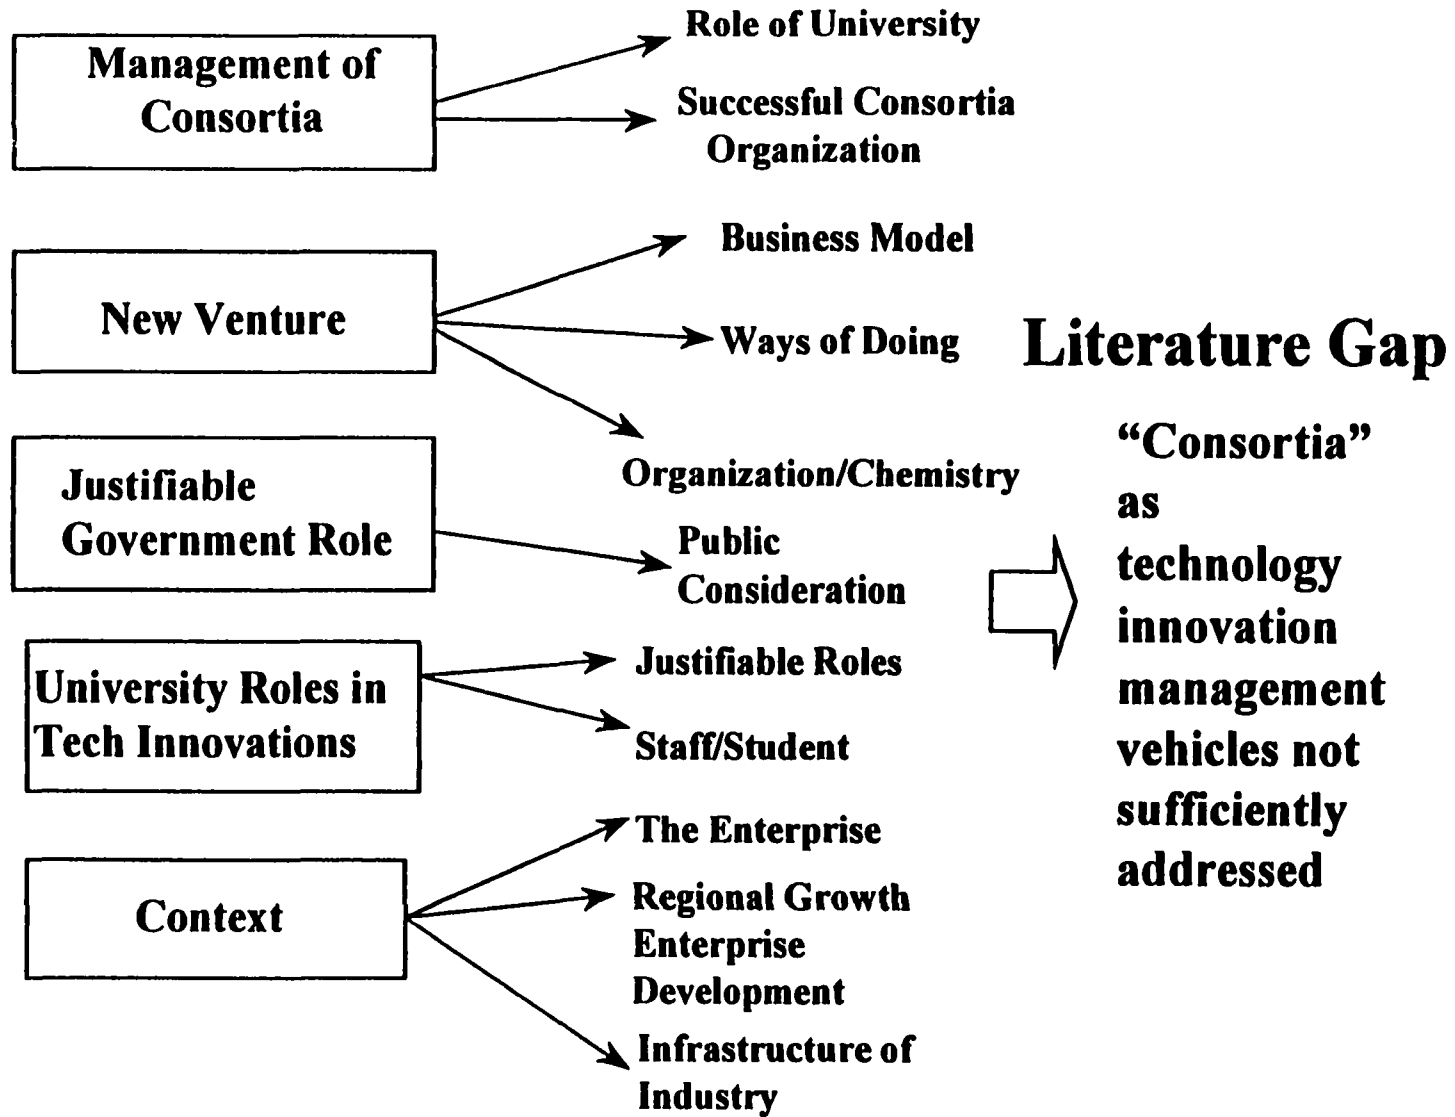 Management of
Consortia
Role of University
Successful Consortia
Organization
New Venture
Business Model
Ways of Doing
Organization/Chemistry
Justifiable
Government Role
Public
Consideration
University Roles in
Tech Innovations
Justifiable Roles
Staff/Student
Context
The Enterprise
Regional Growth
Enterprise
Development
Infrastructure of
Industry
Literature Gap
“Consortia”
as
technology
innovation
management
vehicles not
sufficiently
addressed